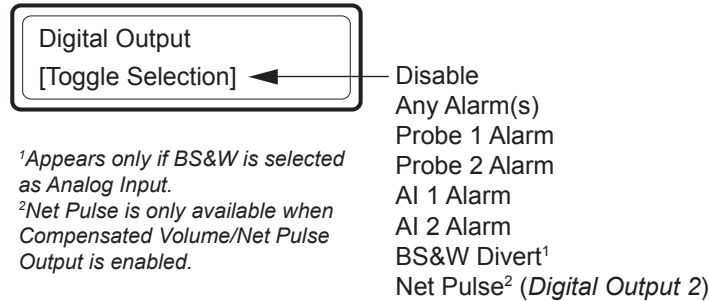 Digital Output
[Toggle Selection]
Disable
Any Alarm(s)
Probe 1 Alarm
Probe 2 Alarm
AI 1 Alarm
AI 2 Alarm
BS&W Divert¹
Net Pulse² (Digital Output 2)
¹Appears only if BS&W is selected
as Analog Input.
²Net Pulse is only available when
Compensated Volume/Net Pulse
Output is enabled.